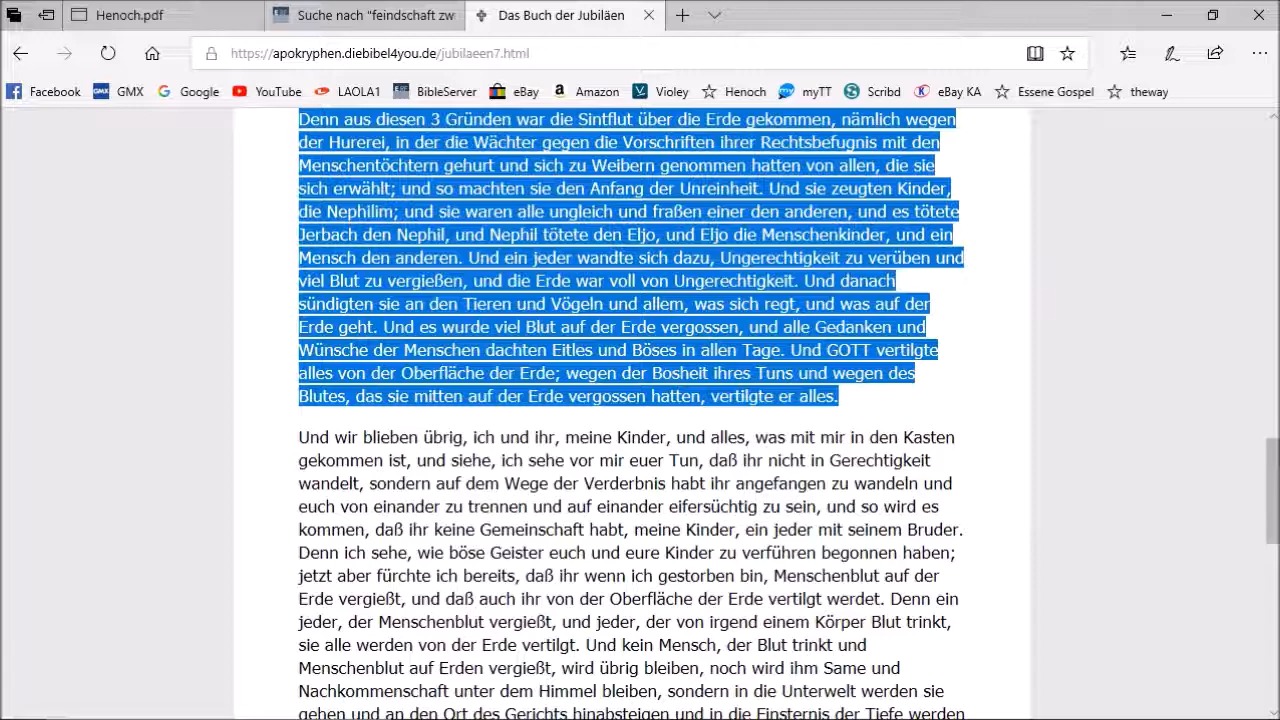 Henoch.pdf
Suche nach "feindschaft zw
Das Buch der Jubiläen
https://apokryphen.diebibel4you.de/jubilaeen7.html
Facebook GMX Google YouTube LAOLA1 BibleServer eBay Amazon Violey Henoch myTT Scribd eBay KA Essene Gospel theway
Denn aus diesen 3 Gründen war die Sintflut über die Erde gekommen, nämlich wegen
der Hurerei, in der die Wächter gegen die Vorschriften ihrer Rechtsbefugnis mit den
Menschentöchtern gehurt und sich zu Weibern genommen hatten von allen, die sie
sich erwählt; und so machten sie den Anfang der Unreinheit. Und sie zeugten Kinder,
die Nephilim; und sie waren alle ungleich und fraßen einer den anderen, und es tötete
Jerbach den Nephil, und Nephil tötete den Eljo, und Eljo die Menschenkinder, und ein
Mensch den anderen. Und ein jeder wandte sich dazu, Ungerechtigkeit zu verüben und
viel Blut zu vergießen, und die Erde war voll von Ungerechtigkeit. Und danach
sündigten sie an den Tieren und Vögeln und allem, was sich regt, und was auf der
Erde geht. Und es wurde viel Blut auf der Erde vergossen, und alle Gedanken und
Wünsche der Menschen dachten Eitles und Böses in allen Tage. Und GOTT vertilgte
alles von der Oberfläche der Erde; wegen der Bosheit ihres Tuns und wegen des
Blutes, das sie mitten auf der Erde vergossen hatten, vertilgte er alles.
Und wir blieben übrig, ich und ihr, meine Kinder, und alles, was mit mir in den Kasten
gekommen ist, und siehe, ich sehe vor mir euer Tun, daß ihr nicht in Gerechtigkeit
wandelt, sondern auf dem Wege der Verderbnis habt ihr angefangen zu wandeln und
euch von einander zu trennen und auf einander eifersüchtig zu sein, und so wird es
kommen, daß ihr keine Gemeinschaft habt, meine Kinder, ein jeder mit seinem Bruder.
Denn ich sehe, wie böse Geister euch und eure Kinder zu verführen begonnen haben;
jetzt aber fürchte ich bereits, daß ihr wenn ich gestorben bin, Menschenblut auf der
Erde vergießt, und daß auch ihr von der Oberfläche der Erde vertilgt werdet. Denn ein
jeder, der Menschenblut vergießt, und jeder, der von irgend einem Körper Blut trinkt,
sie alle werden von der Erde vertilgt. Und kein Mensch, der Blut trinkt und
Menschenblut auf Erden vergießt, wird übrig bleiben, noch wird ihm Same und
Nachkommenschaft unter dem Himmel bleiben, sondern in die Unterwelt werden sie
gehen und an den Ort des Gerichts hinabsteigen und in die Finsternis der Tiefe werden